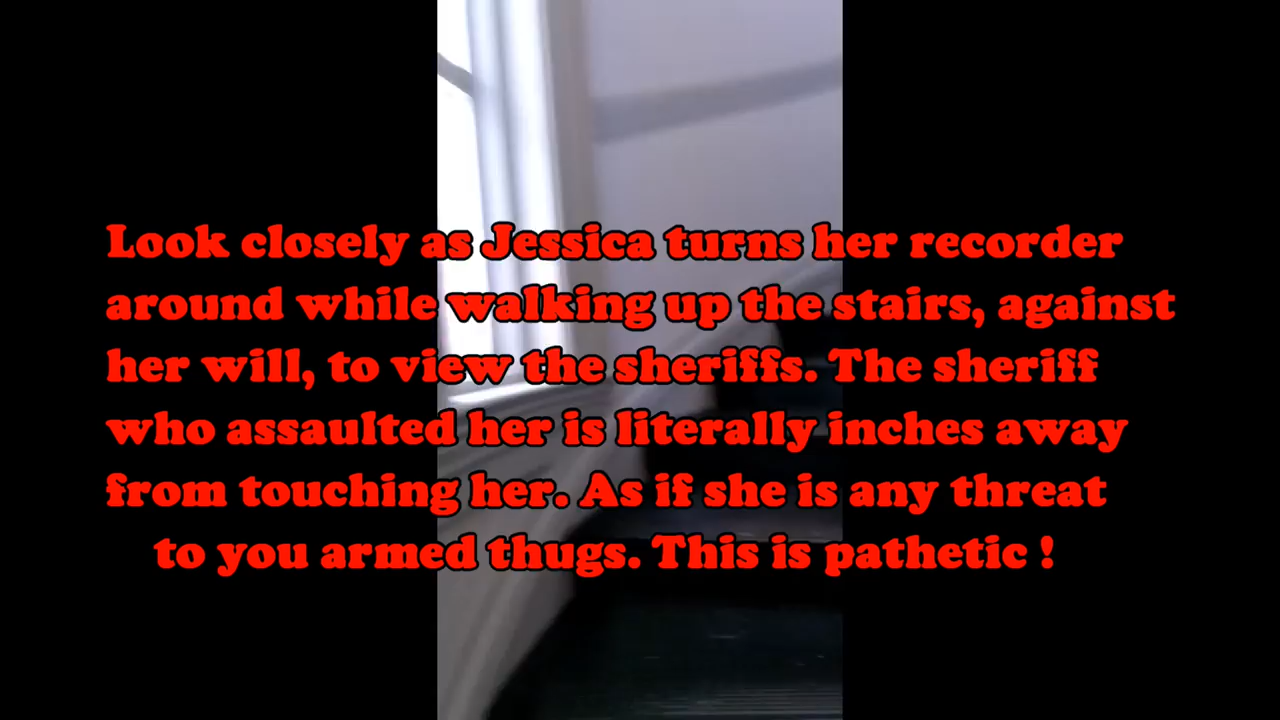 Look closely as Jessica turns her recorder
around while walking up the stairs, against
her will, to view the sheriffs. The sheriff
who assaulted her is literally inches away
from touching her. As if she is any threat
to you armed thugs. This is pathetic !